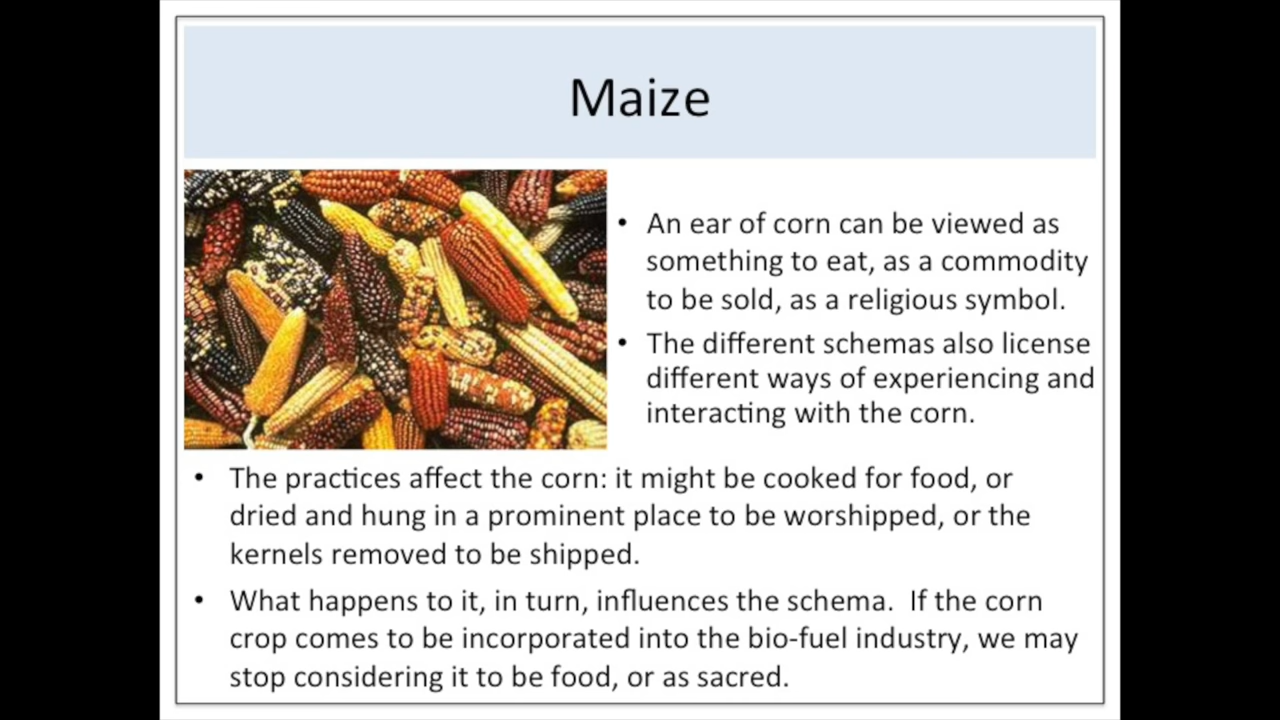 Maize
• An ear of corn can be viewed as
something to eat, as a commodity
to be sold, as a religious symbol.
• The different schemas also license
different ways of experiencing and
interacting with the corn.
• The practices affect the corn: it might be cooked for food, or
dried and hung in a prominent place to be worshipped, or the
kernels removed to be shipped.
• What happens to it, in turn, influences the schema.  If the corn
crop comes to be incorporated into the bio-fuel industry, we may
stop considering it to be food, or as sacred.